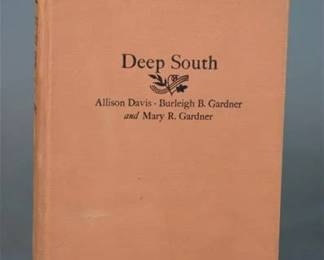 Deep South
Allison Davis · Burleigh B. Gardner
and Mary R. Gardner